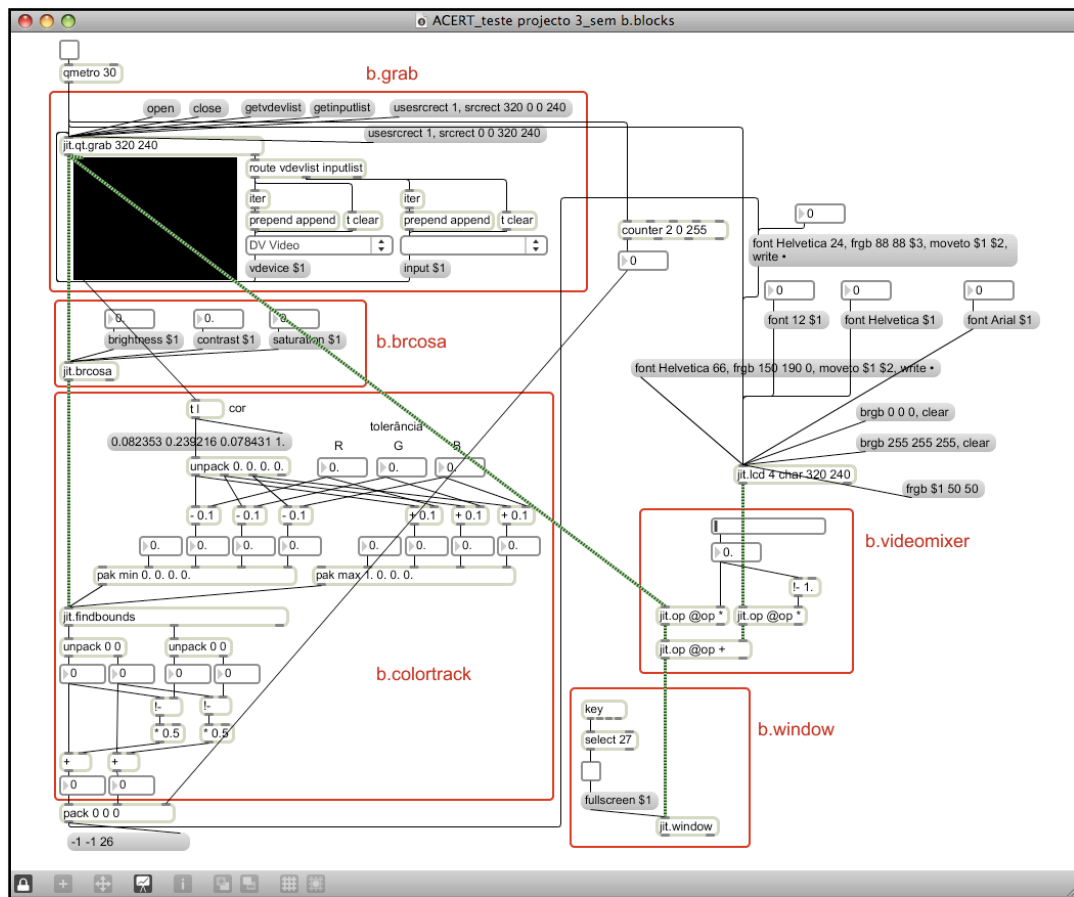 ACERT_teste projecto 3_sem b.blocks
qmetro 30
b.grab
open close getvdevlist getinputlist usesrcrect 1, srcrect 320 0 0 240
usesrcrect 1, srcrect 0 0 320 240
jit.qt.grab 320 240
route vdevlist inputlist
iter iter
prepend append t clear prepend append t clear
DV Video
vdevice $1 input $1
counter 2 0 255
0
0
font Helvetica 24, frgb 88 88 $3, moveto $1 $2,
write •
0 0 0
font 12 $1 font Helvetica $1 font Arial $1
0. 0. 0.
brightness $1 contrast $1 saturation $1
b.brcosa
jit.brcosa
font Helvetica 66, frgb 150 190 0, moveto $1 $2, write •
t l cor
0.082353 0.239216 0.078431 1.
tolerância
R G B
unpack 0. 0. 0. 0. 0. 0. 0.
brgb 0 0 0, clear
brgb 255 255 255, clear
jit.lcd 4 char 320 240
frgb $1 50 50
- 0.1 - 0.1 - 0.1 + 0.1 + 0.1 + 0.1
0. 0. 0. 0. 0. 0. 0. 0.
pak min 0. 0. 0. 0. pak max 1. 0. 0. 0.
b.videomixer
0.
!- 1.
jit.op @op * jit.op @op *
jit.op @op +
jit.findbounds
unpack 0 0 unpack 0 0
0 0 0 0
b.colortrack
!- !-
* 0.5 * 0.5
+ +
0 0
pack 0 0 0
-1 -1 26
key
b.window
select 27
fullscreen $1
jit.window